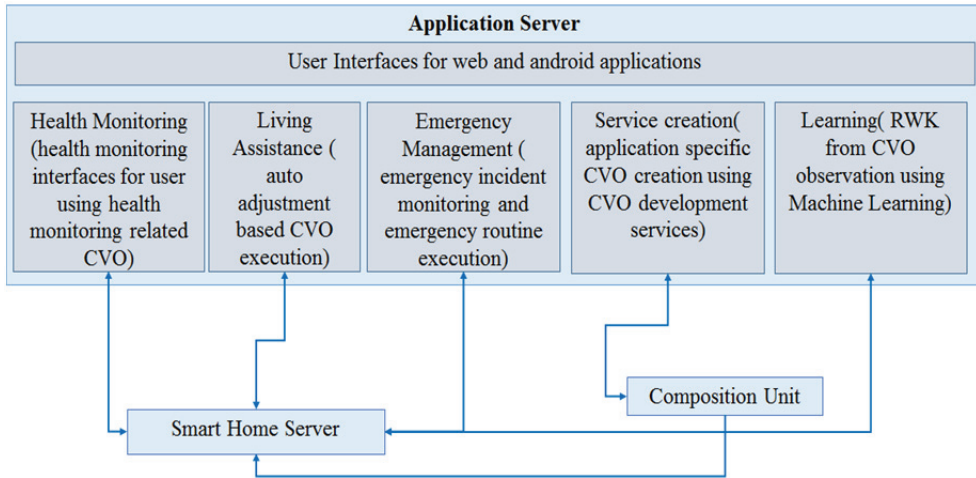 Application Server
User Interfaces for web and android applications
Health Monitoring
(health monitoring
interfaces for user
using health
monitoring related
CVO)
Living
Assistance (
auto
adjustment
based CVO
execution)
Emergency
Management (
emergency incident
monitoring and
emergency routine
execution)
Service creation(
application specific
CVO creation using
CVO development
services)
Learning( RWK
from CVO
observation using
Machine Learning)
Composition Unit
Smart Home Server